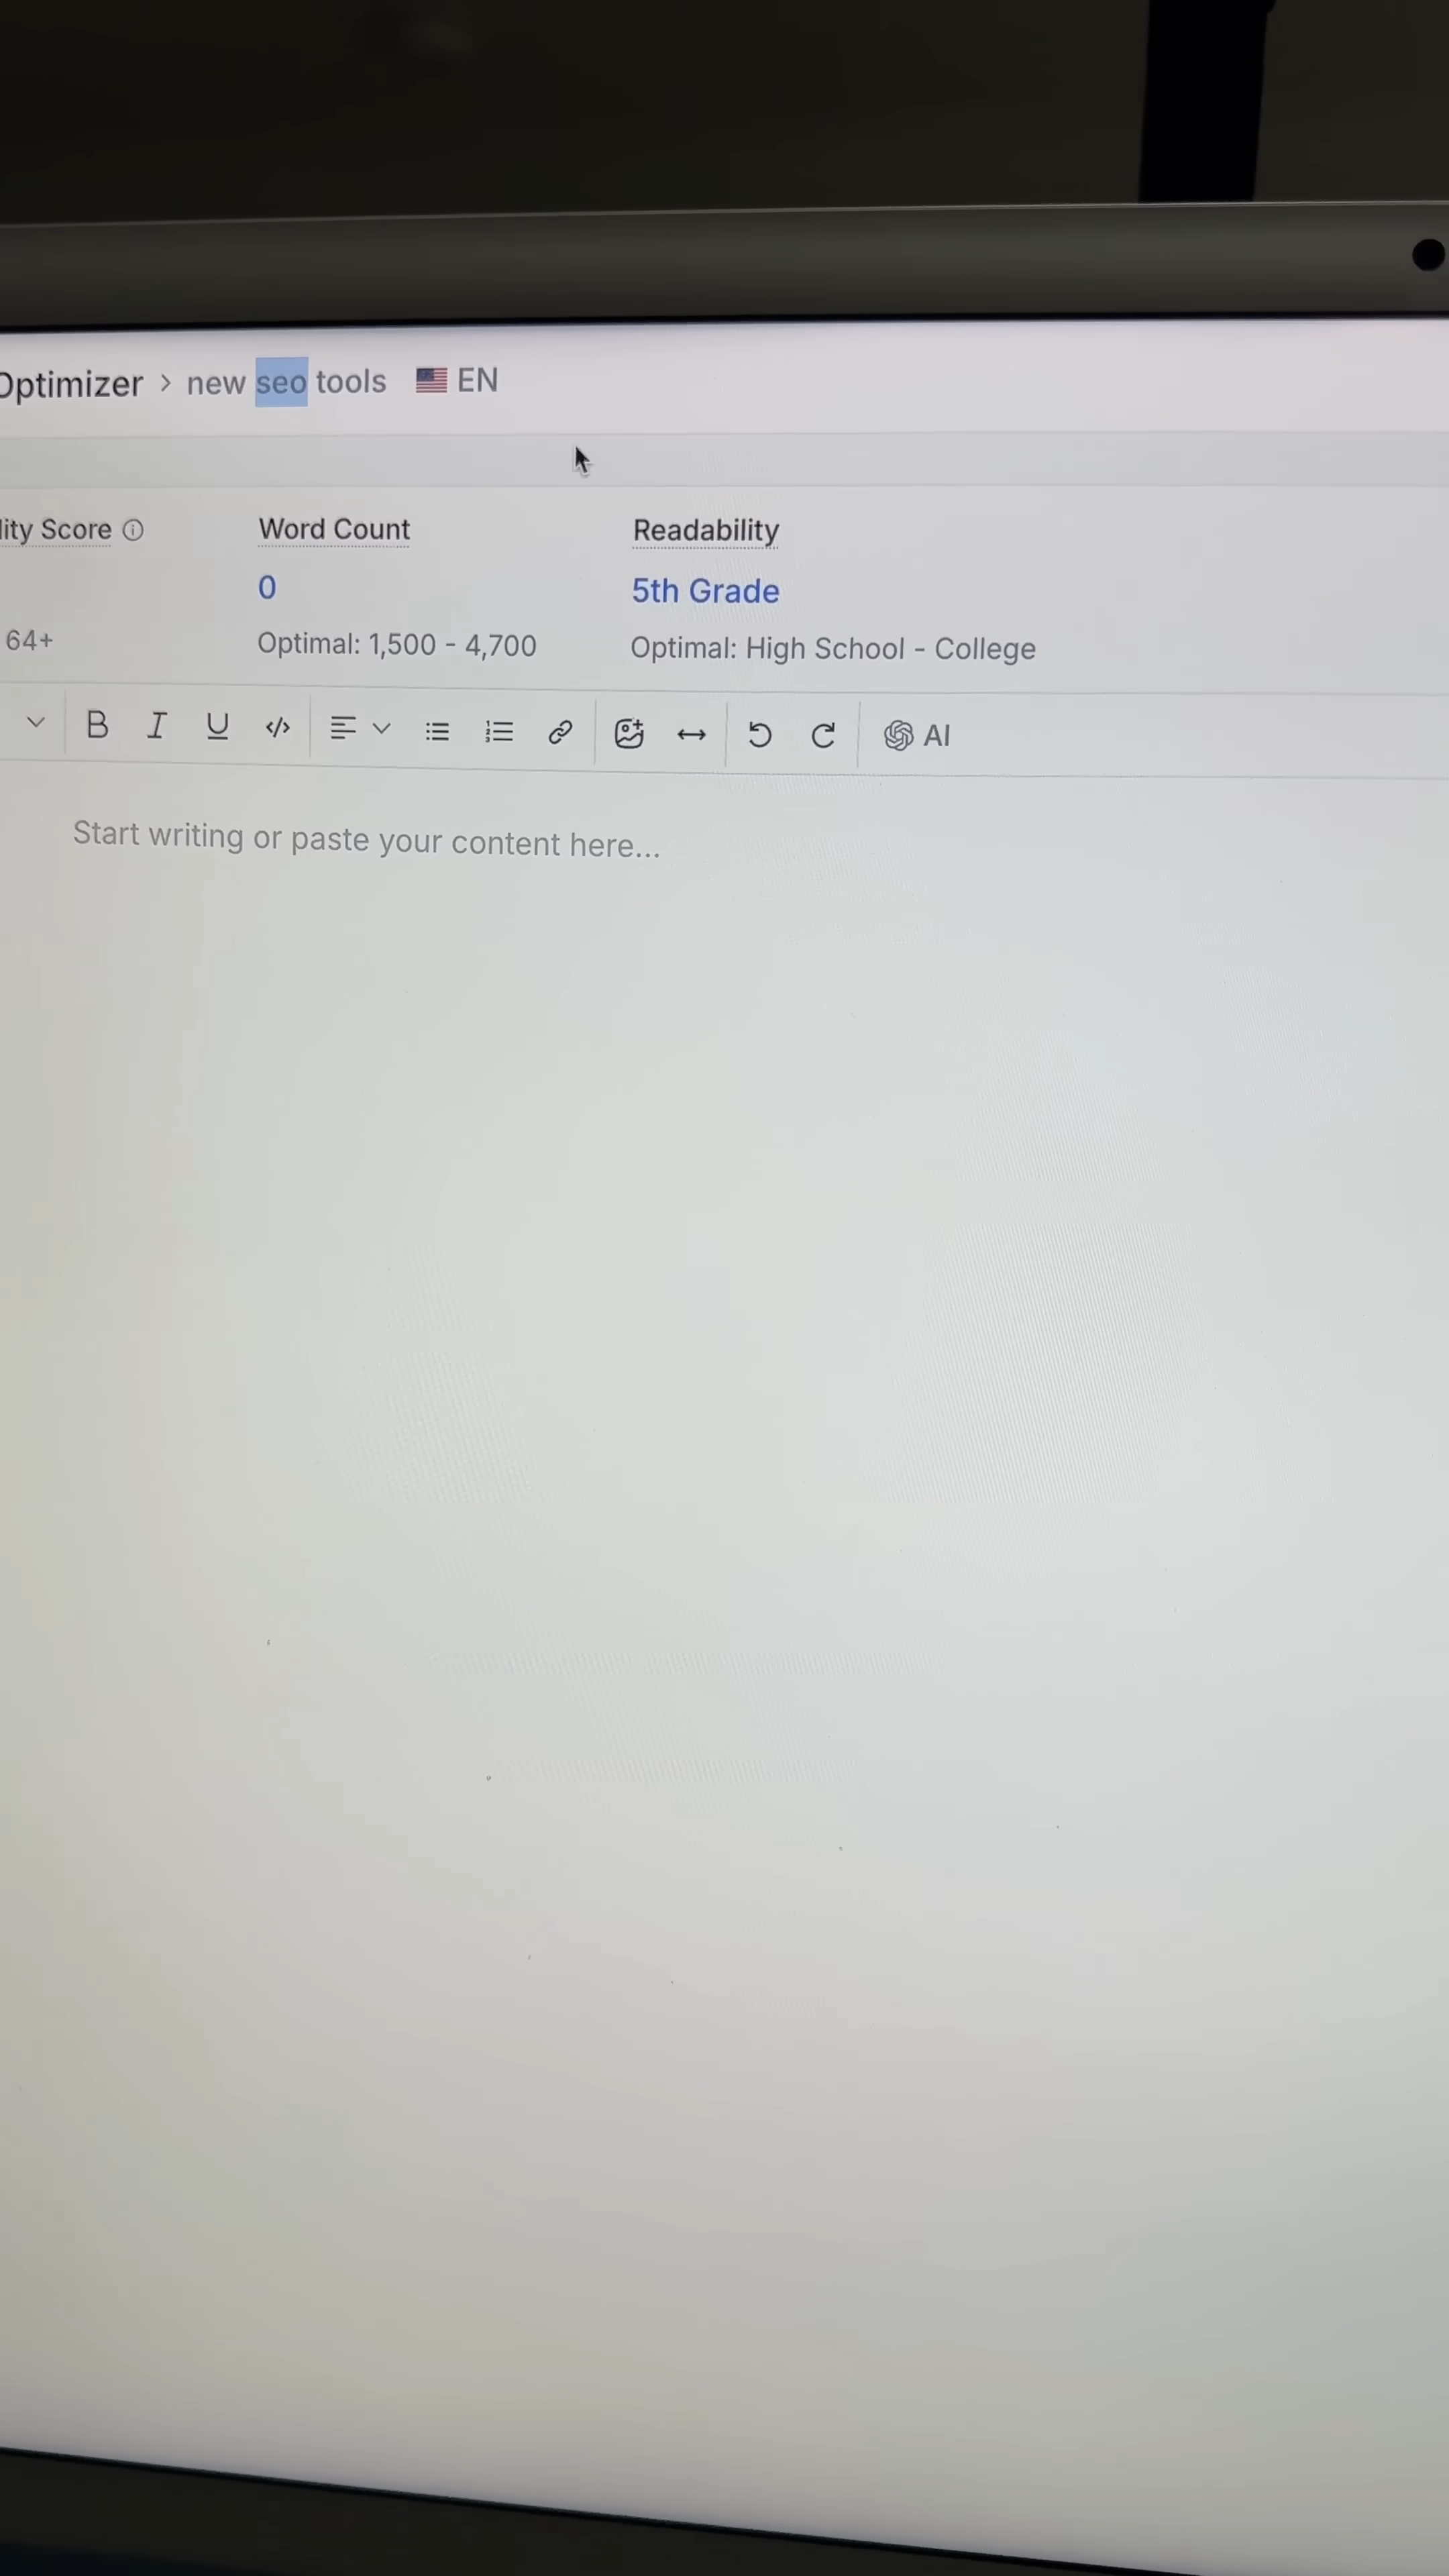 Optimizer > new seo tools EN
lity Score Word Count Readability
0 5th Grade
64+ Optimal: 1,500 - 4,700 Optimal: High School - College
B I U </> AI
Start writing or paste your content here...